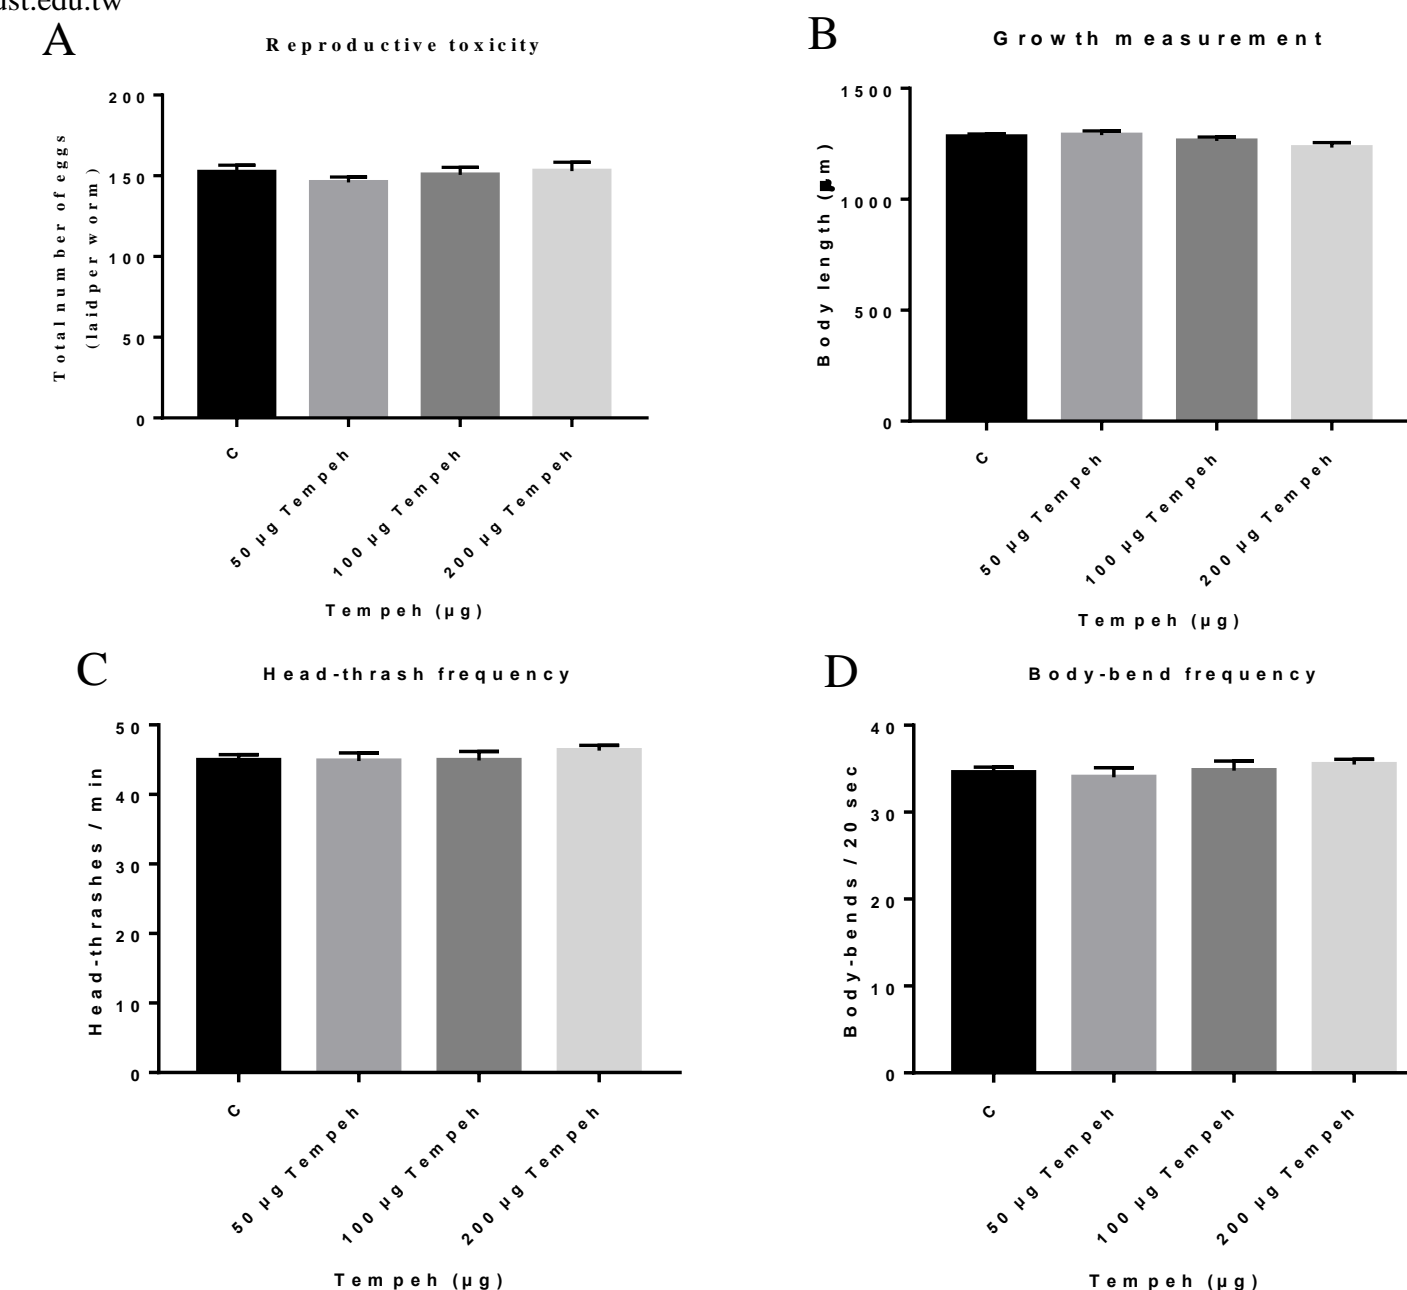 ust.edu.tw
A
Reproductive toxicity
Total number of eggs
(laid per worm)
200
150
100
50
0
C
50 µg Tempeh
100 µg Tempeh
200 µg Tempeh
Tempeh (µg)
B
Growth measurement
Body length (µm)
1500
1000
500
0
C
50 µg Tempeh
100 µg Tempeh
200 µg Tempeh
Tempeh (µg)
C
Head-thrash frequency
Head-thrashes / min
50
40
30
20
10
0
C
50 µg Tempeh
100 µg Tempeh
200 µg Tempeh
Tempeh (µg)
D
Body-bend frequency
Body-bends / 20 sec
40
30
20
10
0
C
50 µg Tempeh
100 µg Tempeh
200 µg Tempeh
Tempeh (µg)